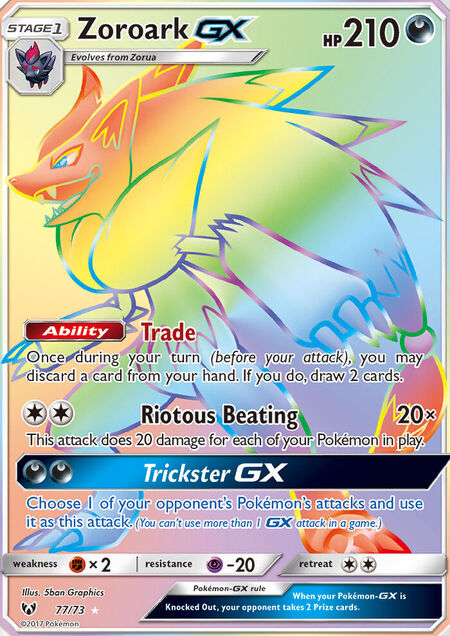 STAGE1 Zoroark GX HP210
Evolves from Zorua
Ability Trade
Once during your turn (before your attack), you may
discard a card from your hand. If you do, draw 2 cards.
Riotous Beating 20×
This attack does 20 damage for each of your Pokémon in play.
Trickster GX
Choose 1 of your opponent's Pokémon's attacks and use
it as this attack. (You can't use more than 1 GX attack in a game.)
weakness ×2 resistance -20 retreat
Illus. 5ban Graphics
Pokémon-GX rule
77/73
When your Pokémon-GX is
Knocked Out, your opponent takes 2 Prize cards.
©2017 Pokémon